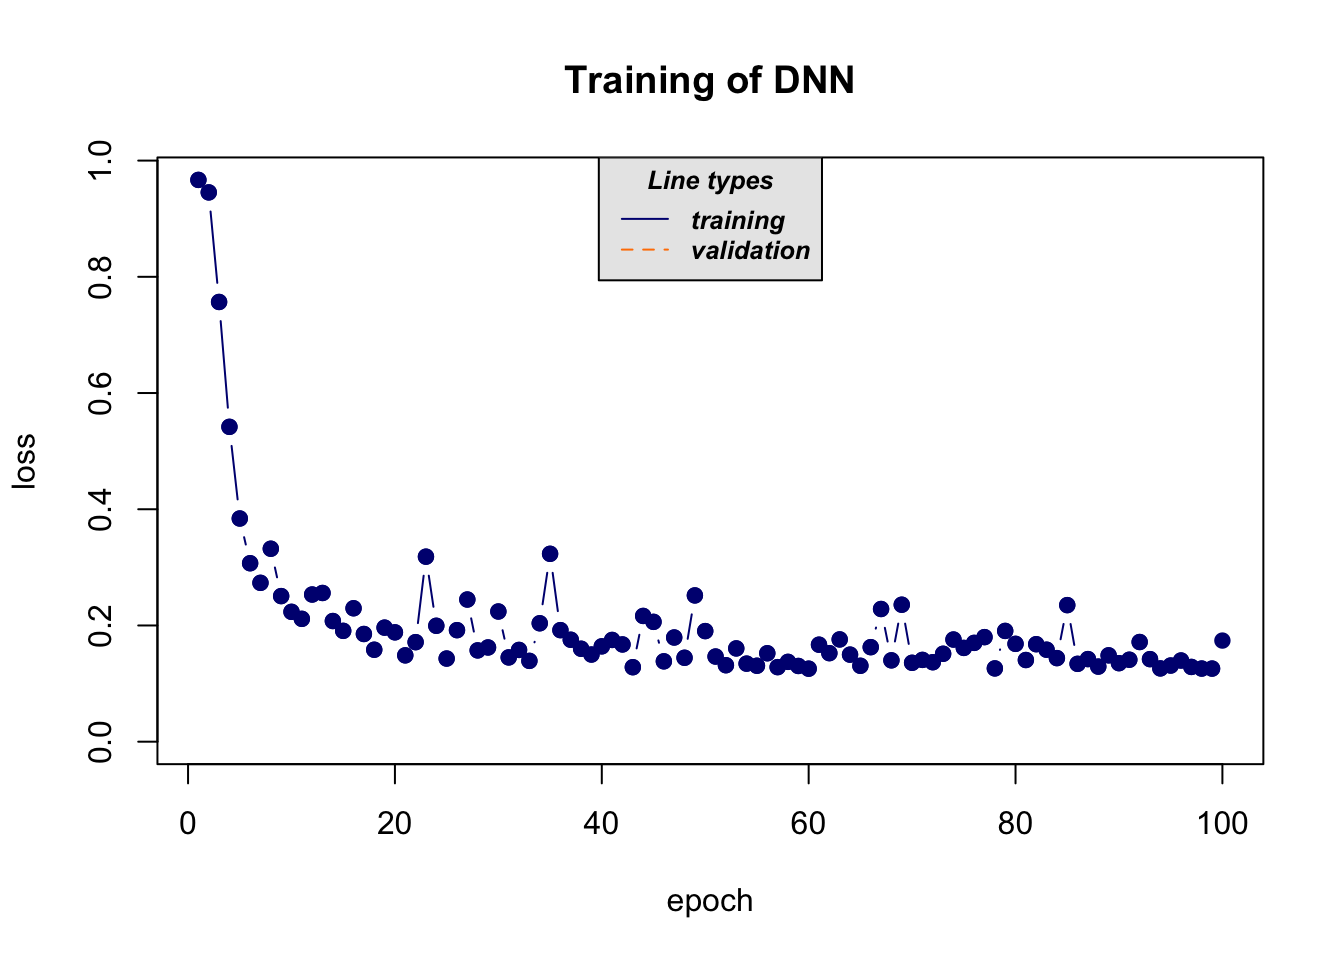 Training of DNN
Line types
training
validation
1.0
0.8
0.6
0.4
0.2
0.0
loss
0 20 40 60 80 100
epoch